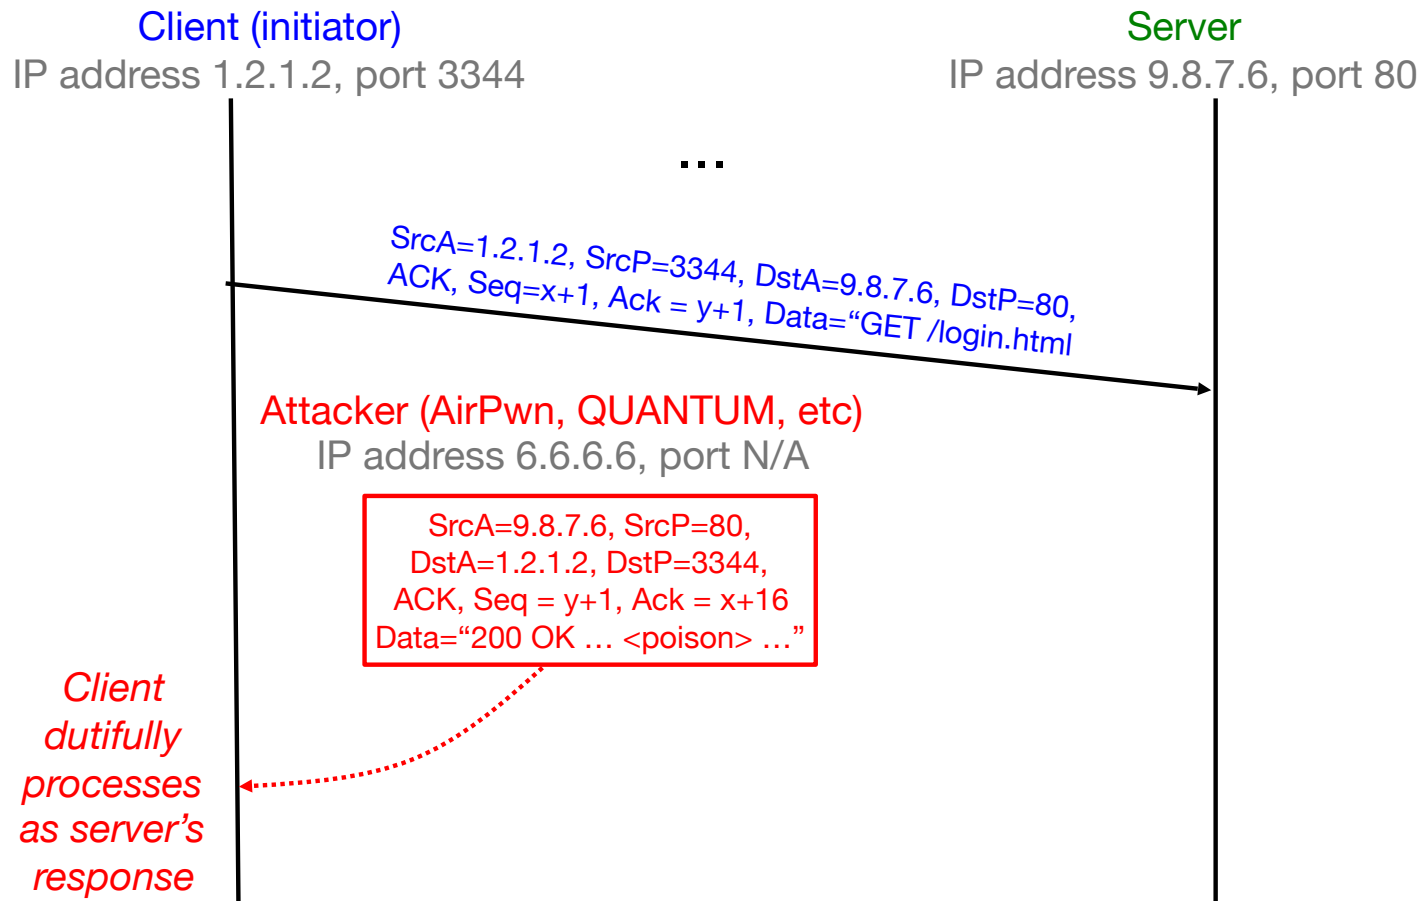 Client (initiator)
IP address 1.2.1.2, port 3344
Server
IP address 9.8.7.6, port 80
...
SrcA=1.2.1.2, SrcP=3344, DstA=9.8.7.6, DstP=80,
ACK, Seq=x+1, Ack = y+1, Data=“GET /login.html
Attacker (AirPwn, QUANTUM, etc)
IP address 6.6.6.6, port N/A
SrcA=9.8.7.6, SrcP=80,
DstA=1.2.1.2, DstP=3344,
ACK, Seq = y+1, Ack = x+16
Data=“200 OK … <poison> …”
Client
dutifully
processes
as server’s
response